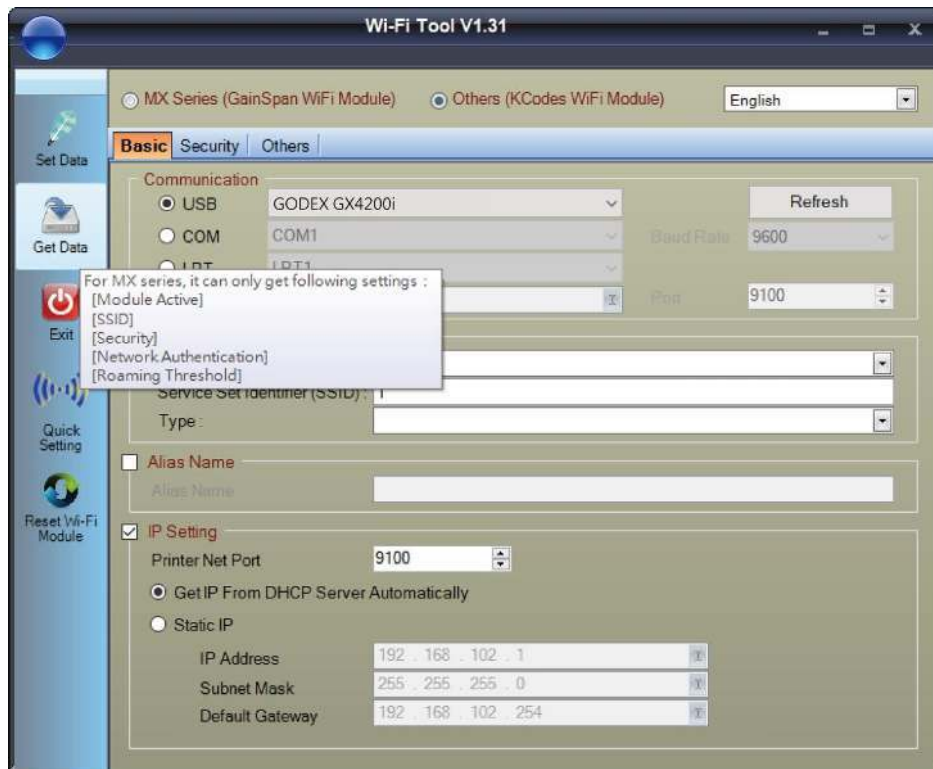 Wi-Fi Tool V1.31
MX Series (GainSpan WiFi Module) Others (KCodes WiFi Module) English
Set Data
Basic Security Others
Communication
USB GODEX GX4200i Refresh
COM COM1 Baud Rate 9600
LPT LPT1
Get Data
For MX series, it can only get following settings :
[Module Active]
[SSID]
[Security]
[Network Authentication]
[Roaming Threshold]
Port 9100
Exit
Service Set Identifier (SSID) :
Type :
Quick
Setting
Alias Name
Alias Name
Reset Wi-Fi
Module
IP Setting
Printer Net Port 9100
Get IP From DHCP Server Automatically
Static IP
IP Address 192 . 168 . 102 . 1
Subnet Mask 255 . 255 . 255 . 0
Default Gateway 192 . 168 . 102 . 254